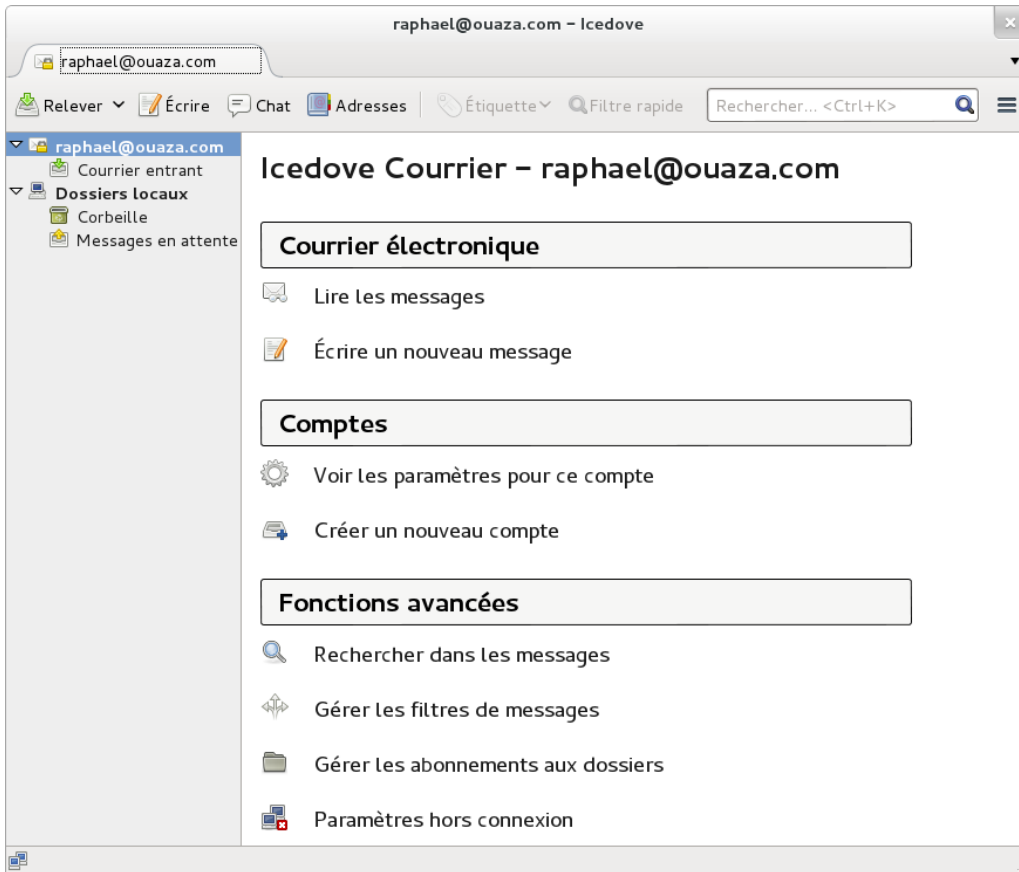 raphael@ouaza.com – Icedove
raphael@ouaza.com
Relever Écrire Chat Adresses Étiquette Filtre rapide Rechercher... <Ctrl+K>
raphael@ouaza.com
Courrier entrant
Dossiers locaux
Corbeille
Messages en attente
Icedove Courrier – raphael@ouaza.com
Courrier électronique
Lire les messages
Écrire un nouveau message
Comptes
Voir les paramètres pour ce compte
Créer un nouveau compte
Fonctions avancées
Rechercher dans les messages
Gérer les filtres de messages
Gérer les abonnements aux dossiers
Paramètres hors connexion